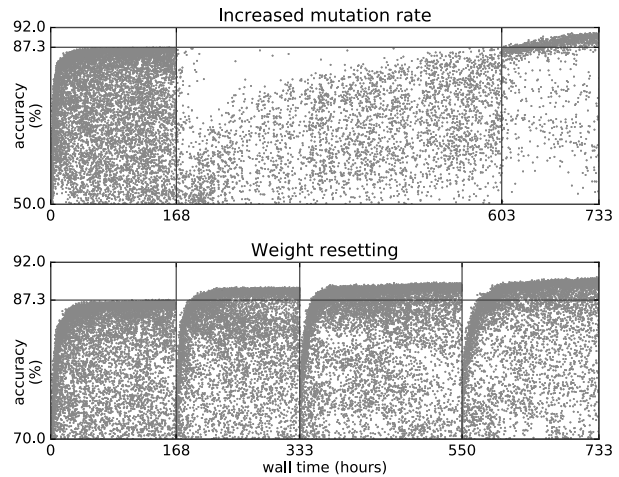 Increased mutation rate
92.0
87.3
accuracy
(%)
50.0
0 168 603 733
Weight resetting
92.0
87.3
accuracy
(%)
70.0
0 168 333 550 733
wall time (hours)